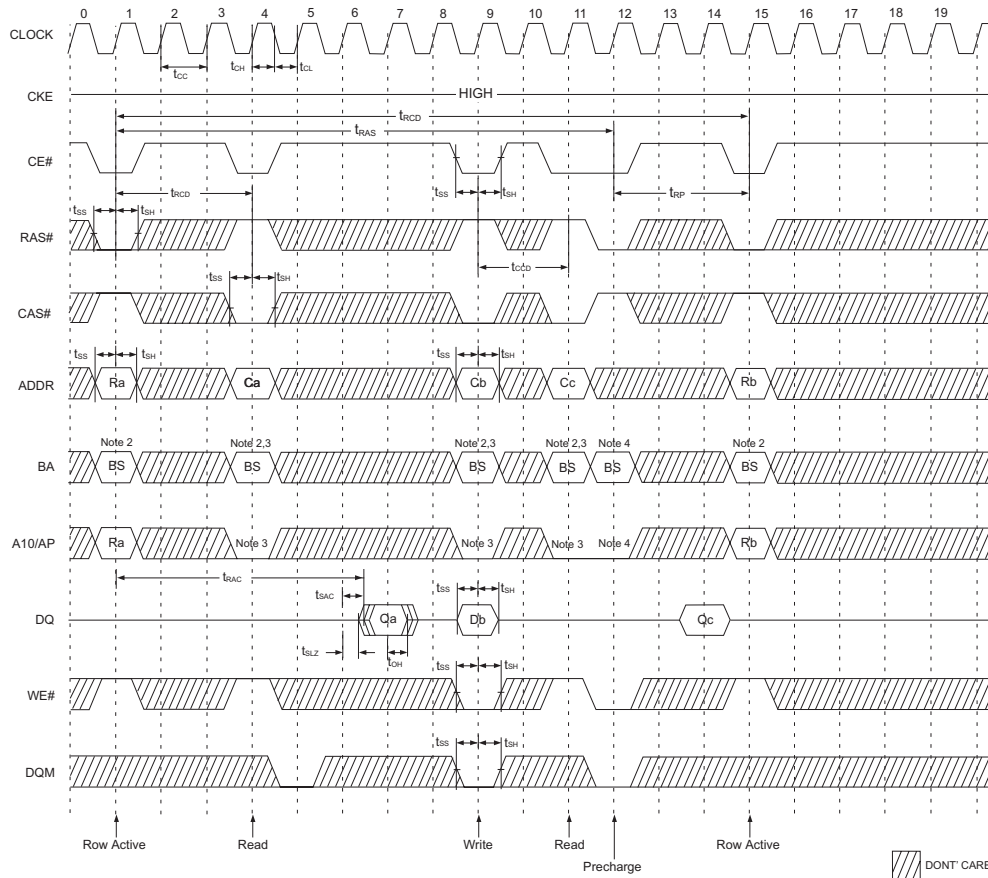 0 1 2 3 4 5 6 7 8 9 10 11 12 13 14 15 16 17 18 19
CLOCK
tCC tCH tCL
CKE HIGH
tRCD
tRAS
CE#
tRCD tSS tSH tRP
tSS tSH
RAS#
tSS tSH tCCD
CAS#
tSS tSH tSS tSH
ADDR Ra Ca Cb Cc Rb
Note 2 Note 2,3 Note 2,3 Note 2,3 Note 4 Note 2
BA BS BS BS BS BS BS
A10/AP Ra Note 3 Note 3 Note 3 Note 4 Rb
tRAC
tSAC tSS tSH
DQ Qa Db Qc
tSLZ tOH tSS tSH
WE#
tSS tSH
DQM
Row Active Read Write Read Row Active
Precharge
DONT' CARE